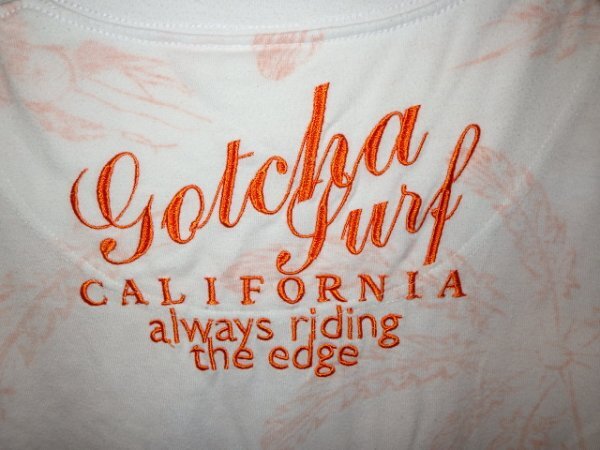 Gotcha
Surf
CALIFORNIA
always riding
the edge